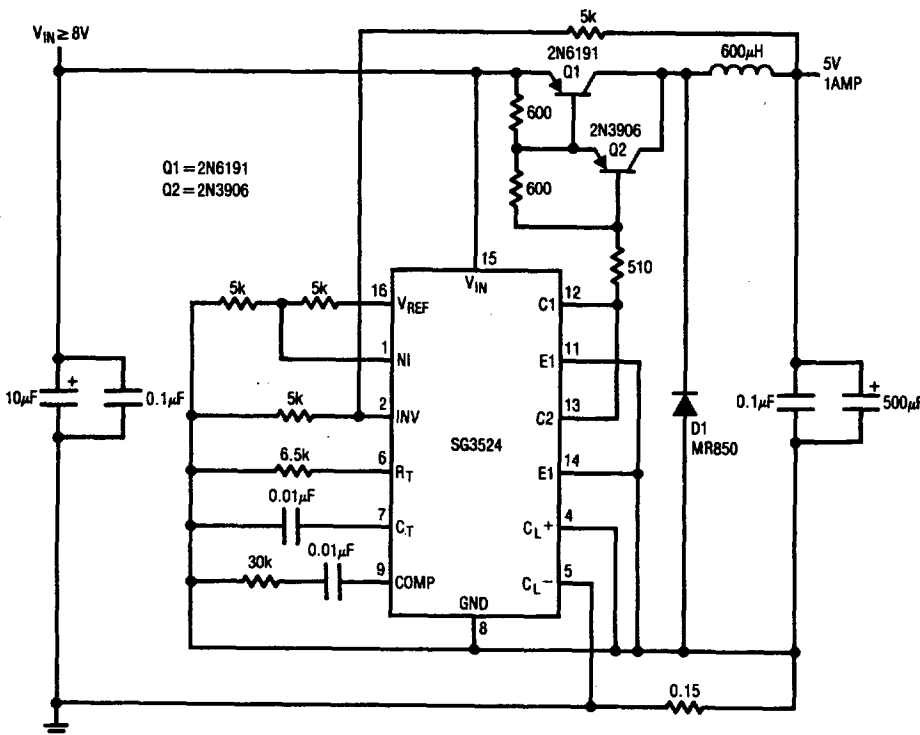 5k
V_IN ≥ 8V
2N6191
Q1
600µH
5V
1AMP
600
2N3906
Q2
Q1 = 2N6191
Q2 = 2N3906
600
510
15
V_IN
5k
5k
16
V_REF
C1
12
1
NI
E1
11
10µF
+
0.1µF
5k
2
INV
C2
13
SG3524
D1
MR850
0.1µF
+
500µF
6.5k
6
R_T
E1
14
0.01µF
7
C_T
C_L+
4
30k
0.01µF
9
COMP
C_L−
5
GND
8
0.15